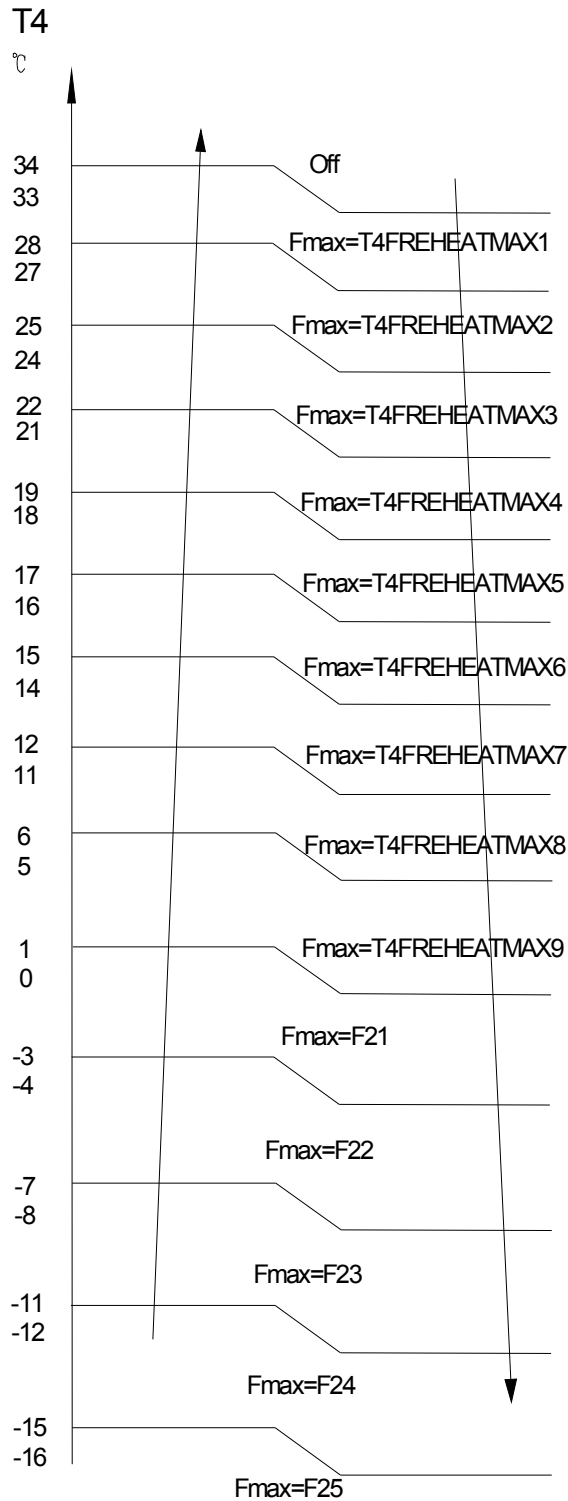 T4
℃
34
Off
33
28
Fmax=T4FREHEATMAX1
27
25
Fmax=T4FREHEATMAX2
24
22
Fmax=T4FREHEATMAX3
21
19
Fmax=T4FREHEATMAX4
18
17
Fmax=T4FREHEATMAX5
16
15
Fmax=T4FREHEATMAX6
14
12
Fmax=T4FREHEATMAX7
11
6
Fmax=T4FREHEATMAX8
5
1
Fmax=T4FREHEATMAX9
0
Fmax=F21
-3
-4
Fmax=F22
-7
-8
Fmax=F23
-11
-12
Fmax=F24
-15
-16
Fmax=F25